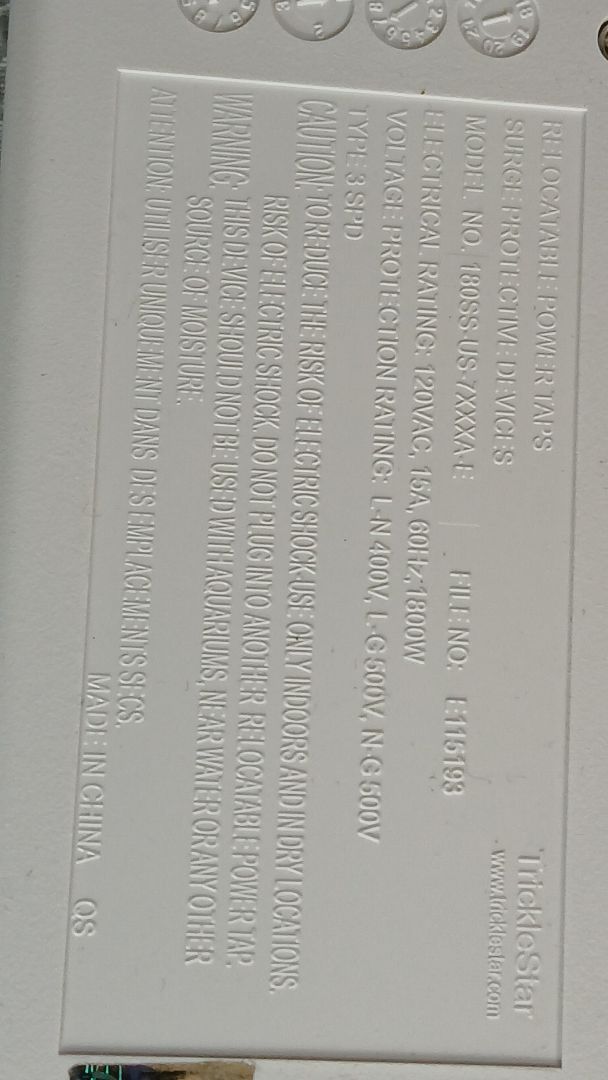 RELOCATABLE POWER TAPS
SURGE PROTECTIVE DEVICES
TrickleStar
www.tricklestar.com
MODEL NO. 180SS-US-7XXXA-E FILE NO: E115193
ELECTRICAL RATING: 120VAC, 15A, 60Hz, 1800W
VOLTAGE PROTECTION RATING: L-N 400V, L-G 500V, N-G 500V
TYPE 3 SPD
CAUTION: TO REDUCE THE RISK OF ELECTRIC SHOCK-USE ONLY INDOORS AND IN DRY LOCATIONS.
RISK OF ELECTRIC SHOCK. DO NOT PLUG INTO ANOTHER RELOCATABLE POWER TAP.
WARNING: THIS DEVICE SHOULD NOT BE USED WITH AQUARIUMS, NEAR WATER OR ANY OTHER
SOURCE OF MOISTURE.
ATTENTION: UTILISER UNIQUEMENT DANS DES EMPLACEMENTS SECS.
MADE IN CHINA QS